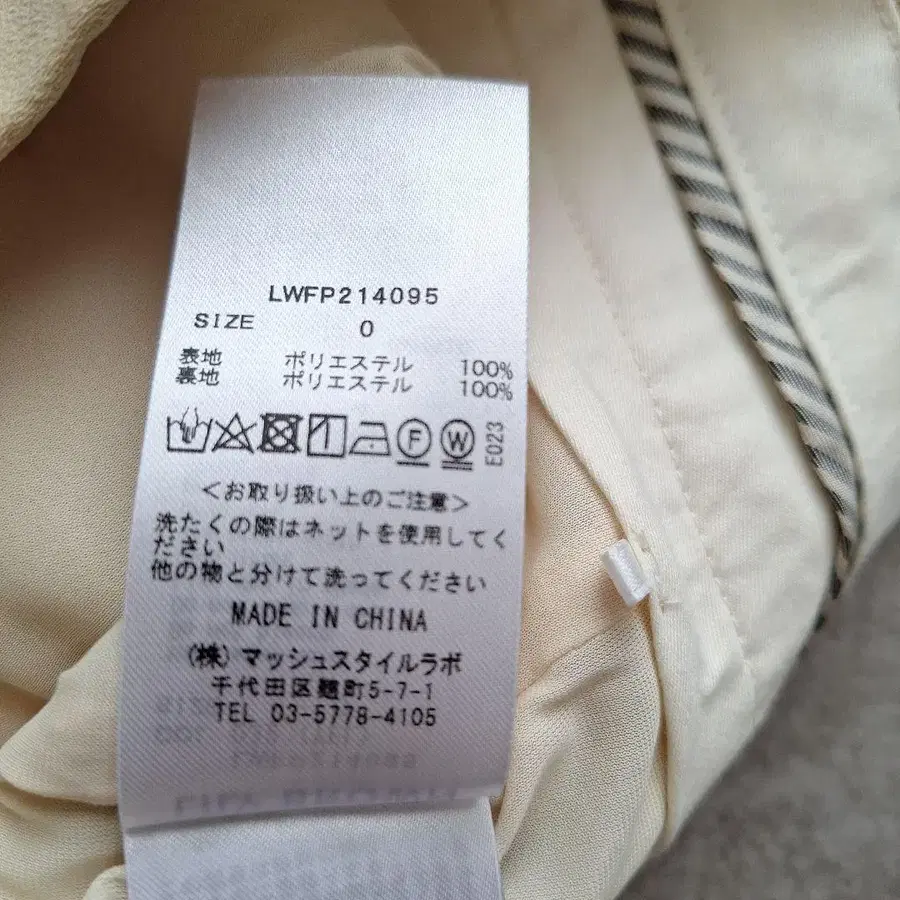 LWFP214095
SIZE 0
表地 ポリエステル 100%
裏地 ポリエステル 100%
F W E023
<お取り扱い上のご注意>
洗たくの際はネットを使用してく
ださい
他の物と分けて洗ってください
MADE IN CHINA
(株)マッシュスタイルラボ
千代田区麹町5-7-1
TEL 03-5778-4105